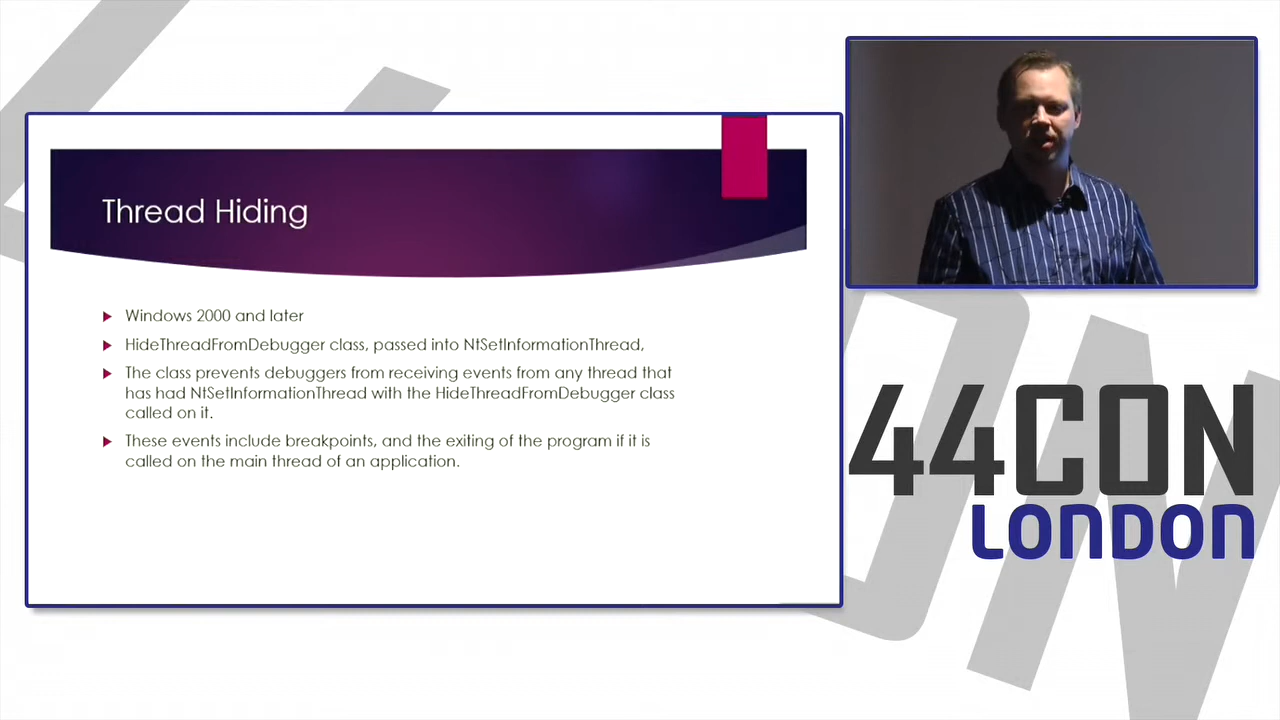 Thread Hiding
Windows 2000 and later
HideThreadFromDebugger class, passed into NtSetInformationThread,
The class prevents debuggers from receiving events from any thread that
has had NtSetInformationThread with the HideThreadFromDebugger class
called on it.
These events include breakpoints, and the exiting of the program if it is
called on the main thread of an application.
44CON
LONDON